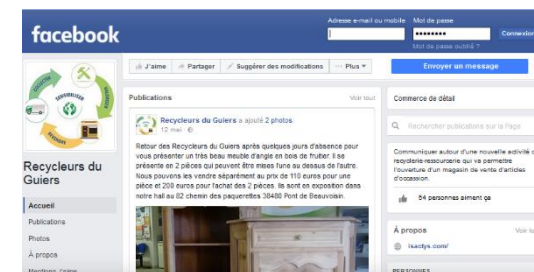 facebook
Adresse e-mail ou mobile
Mot de passe
Connexion
Mot de passe oublié ?
J'aime
Partager
Suggérer des modifications
Plus
Envoyer un message
Recycleurs du
Guiers
Accueil
Publications
Photos
À propos
Mentions J'aime
Publications
Voir tout
Recycleurs du Guiers a ajouté 2 photos.
12 mai
Retour des Recycleurs du Guiers après quelques jours d'absence pour
vous présenter un très beau meuble d'angle en bois de fruitier. Il se
présente en 2 pièces qui peuvent être mises l'une au dessus de l'autre.
Nous pouvons les vendre séparément au prix de 110 euros pour une
pièce et 200 euros pour l'achat des 2 pièces. Ils sont en exposition dans
notre hall au 82 chemin des paquerettes 38480 Pont de Beauvoisin.
Commerce de détail
Rechercher publications sur la Page
Communiquer autour d'une nouvelle activité de
recyclerie-ressourcerie qui va permettre
l'ouverture d'un magasin de vente d'articles
d'occasion.
94 personnes aiment ça
À propos
Voir
isactys.com/
PERSONNES